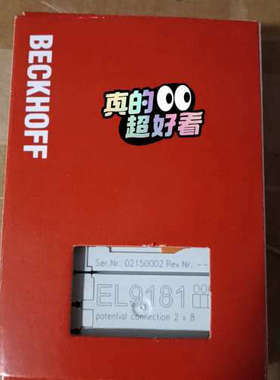 BECKHOFF
真的
超好看
Ser.Nr. 02150002 Rev Nr. --
EL9181
potential connection 2 x 8